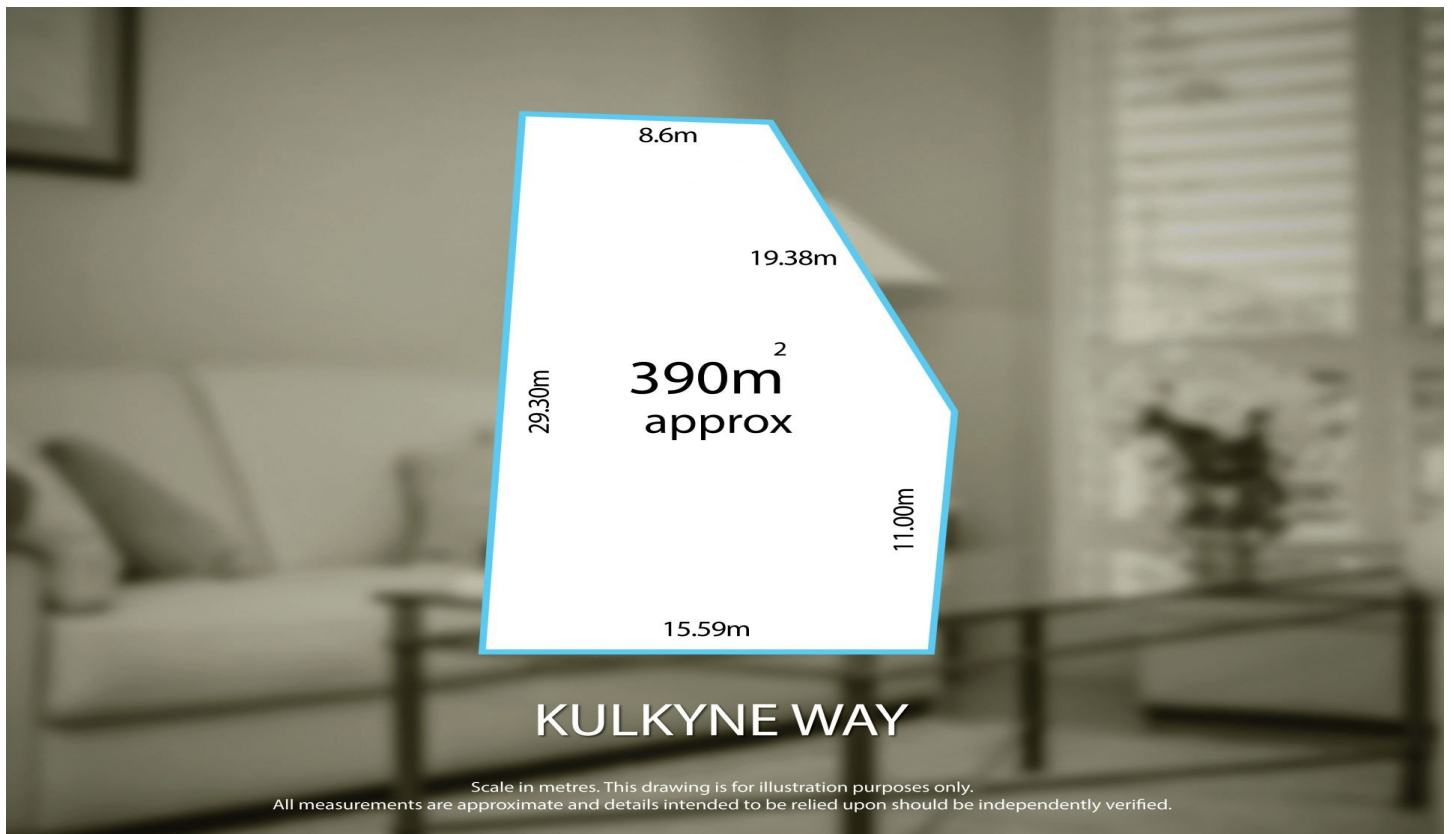 8.6m
19.38m
390m²
approx
29.30m
11.00m
15.59m
KULKYNE WAY
Scale in metres. This drawing is for illustration purposes only.
All measurements are approximate and details intended to be relied upon should be independently verified.